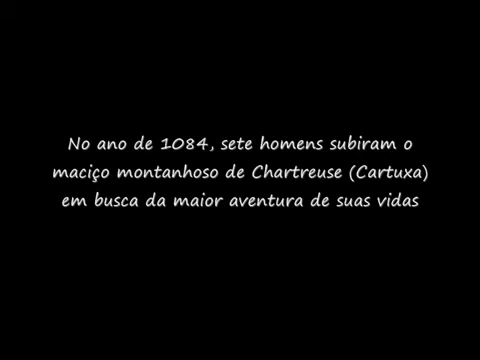 No ano de 1084, sete homens subiram o
maciço montanhoso de Chartreuse (Cartuxa)
em busca da maior aventura de suas vidas